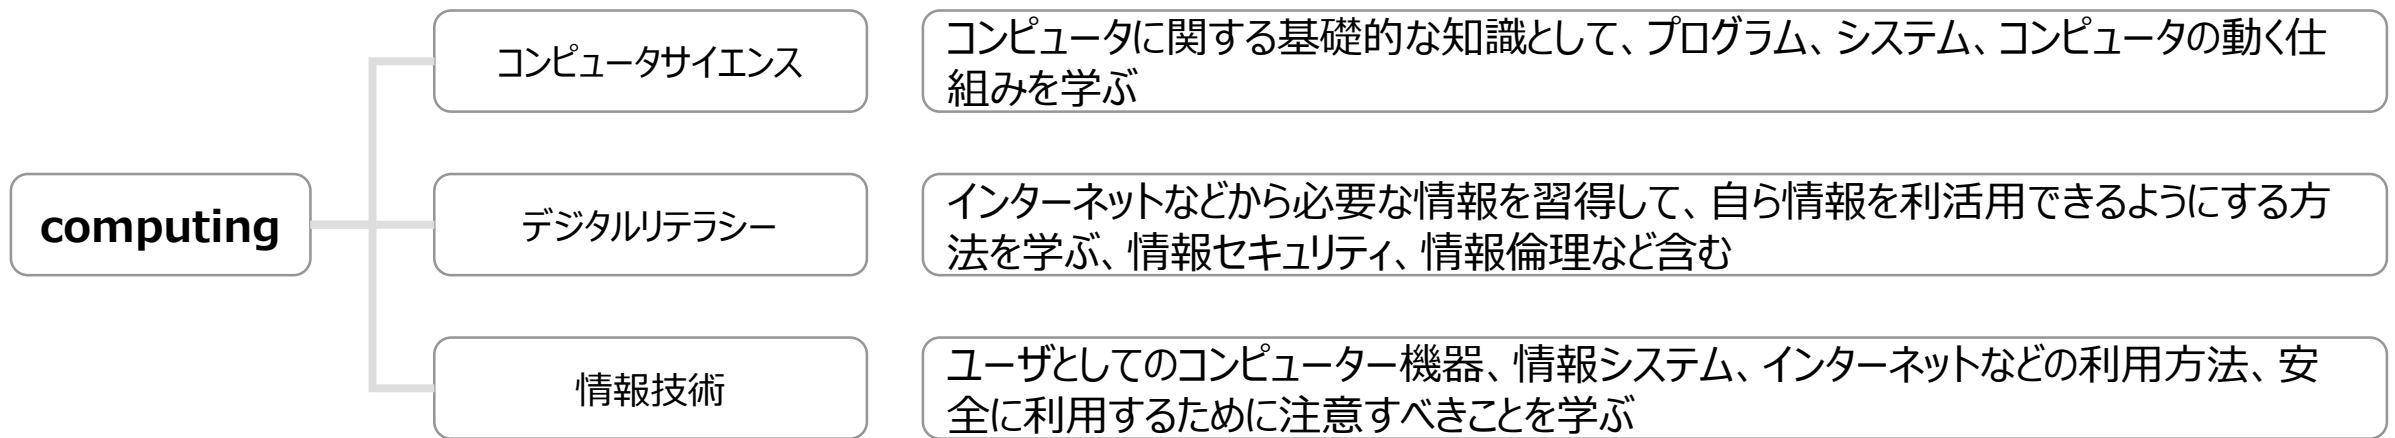 コンピュータサイエンス
コンピュータに関する基礎的な知識として、プログラム、システム、コンピュータの動く仕
組みを学ぶ
computing
デジタルリテラシー
インターネットなどから必要な情報を習得して、自ら情報を利活用できるようにする方
法を学ぶ、情報セキュリティ、情報倫理など含む
情報技術
ユーザとしてのコンピューター機器、情報システム、インターネットなどの利用方法、安
全に利用するために注意すべきことを学ぶ